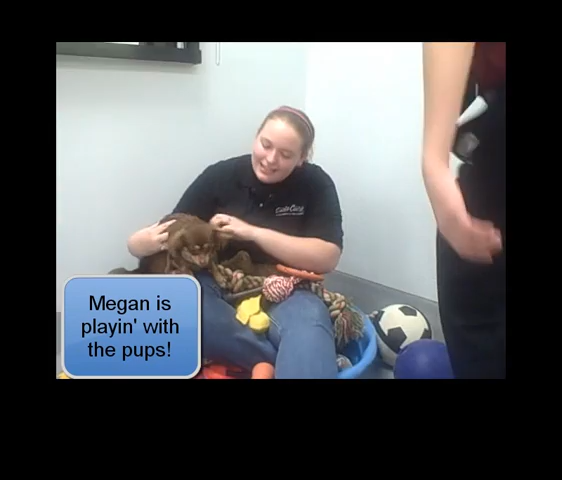 Megan is
playin' with
the pups!